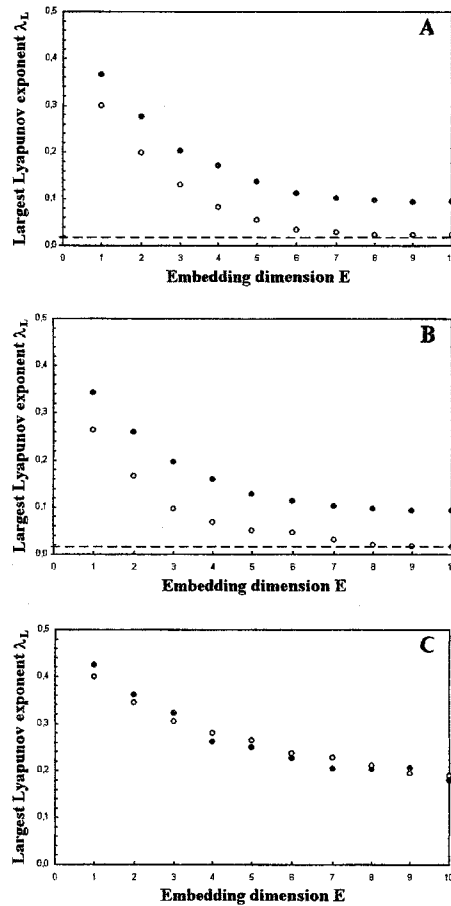 A
Largest Lyapunov exponent λL
0,5
0,4
0,3
0,2
0,1
0,0
0 1 2 3 4 5 6 7 8 9 10
Embedding dimension E
B
Largest Lyapunov exponent λL
0,5
0,4
0,3
0,2
0,1
0,0
0 1 2 3 4 5 6 7 8 9 10
Embedding dimension E
C
Largest Lyapunov exponent λL
0,5
0,4
0,3
0,2
0,1
0,0
0 1 2 3 4 5 6 7 8 9 10
Embedding dimension E